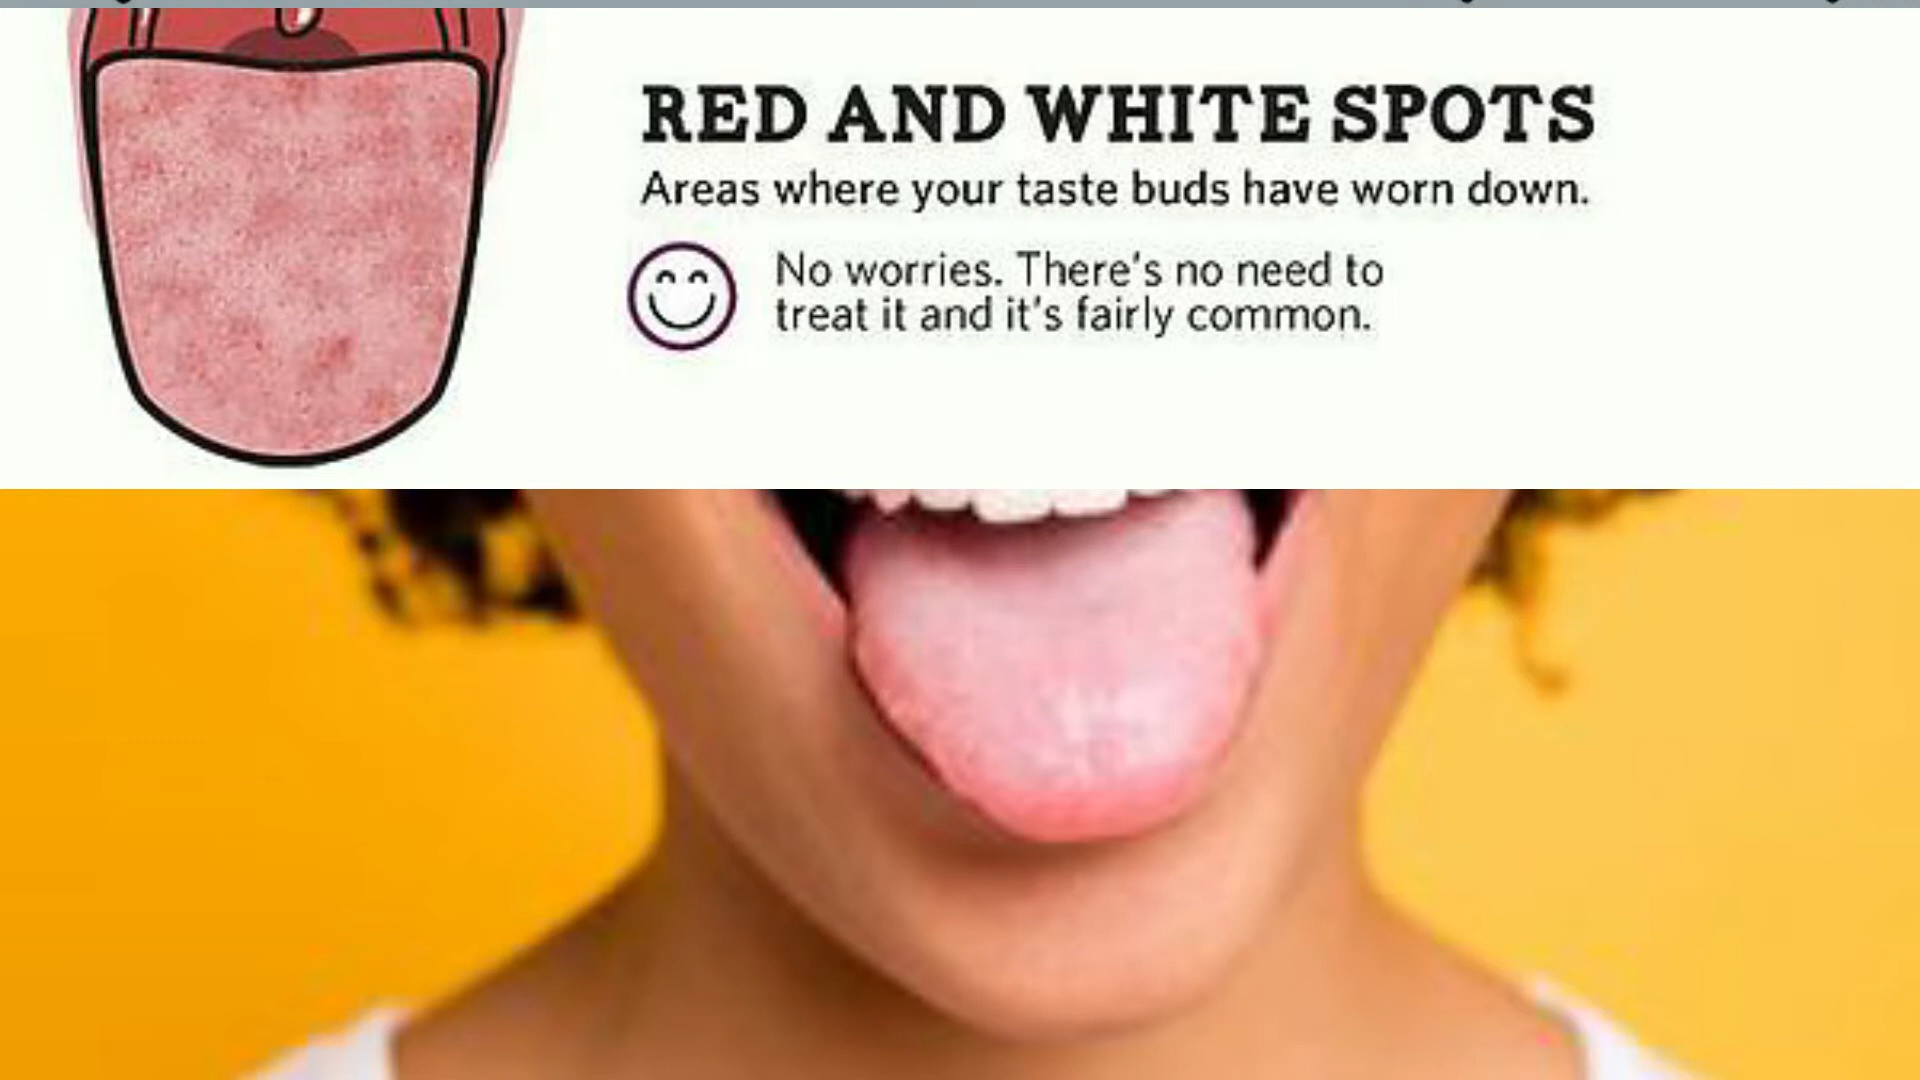 RED AND WHITE SPOTS
Areas where your taste buds have worn down.
No worries. There's no need to
treat it and it's fairly common.